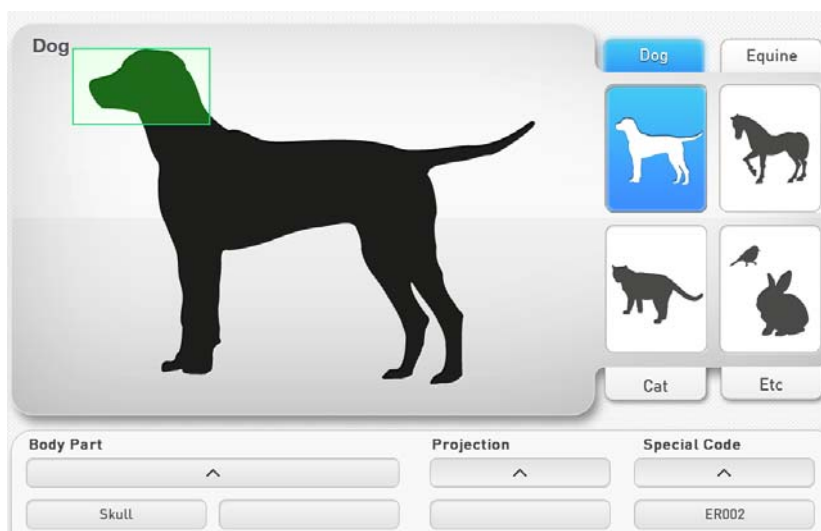 Dog
Dog
Equine
Cat
Etc
Body Part
Projection
Special Code
Skull
ER002